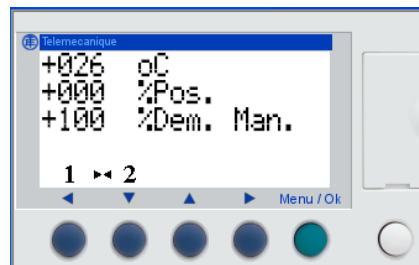 Telemecanique
+026 oC
+000 %Pos.
+100 %Dem. Man.
1 ▸◂ 2
◀ ▼ ▲ ▶ Menu / Ok